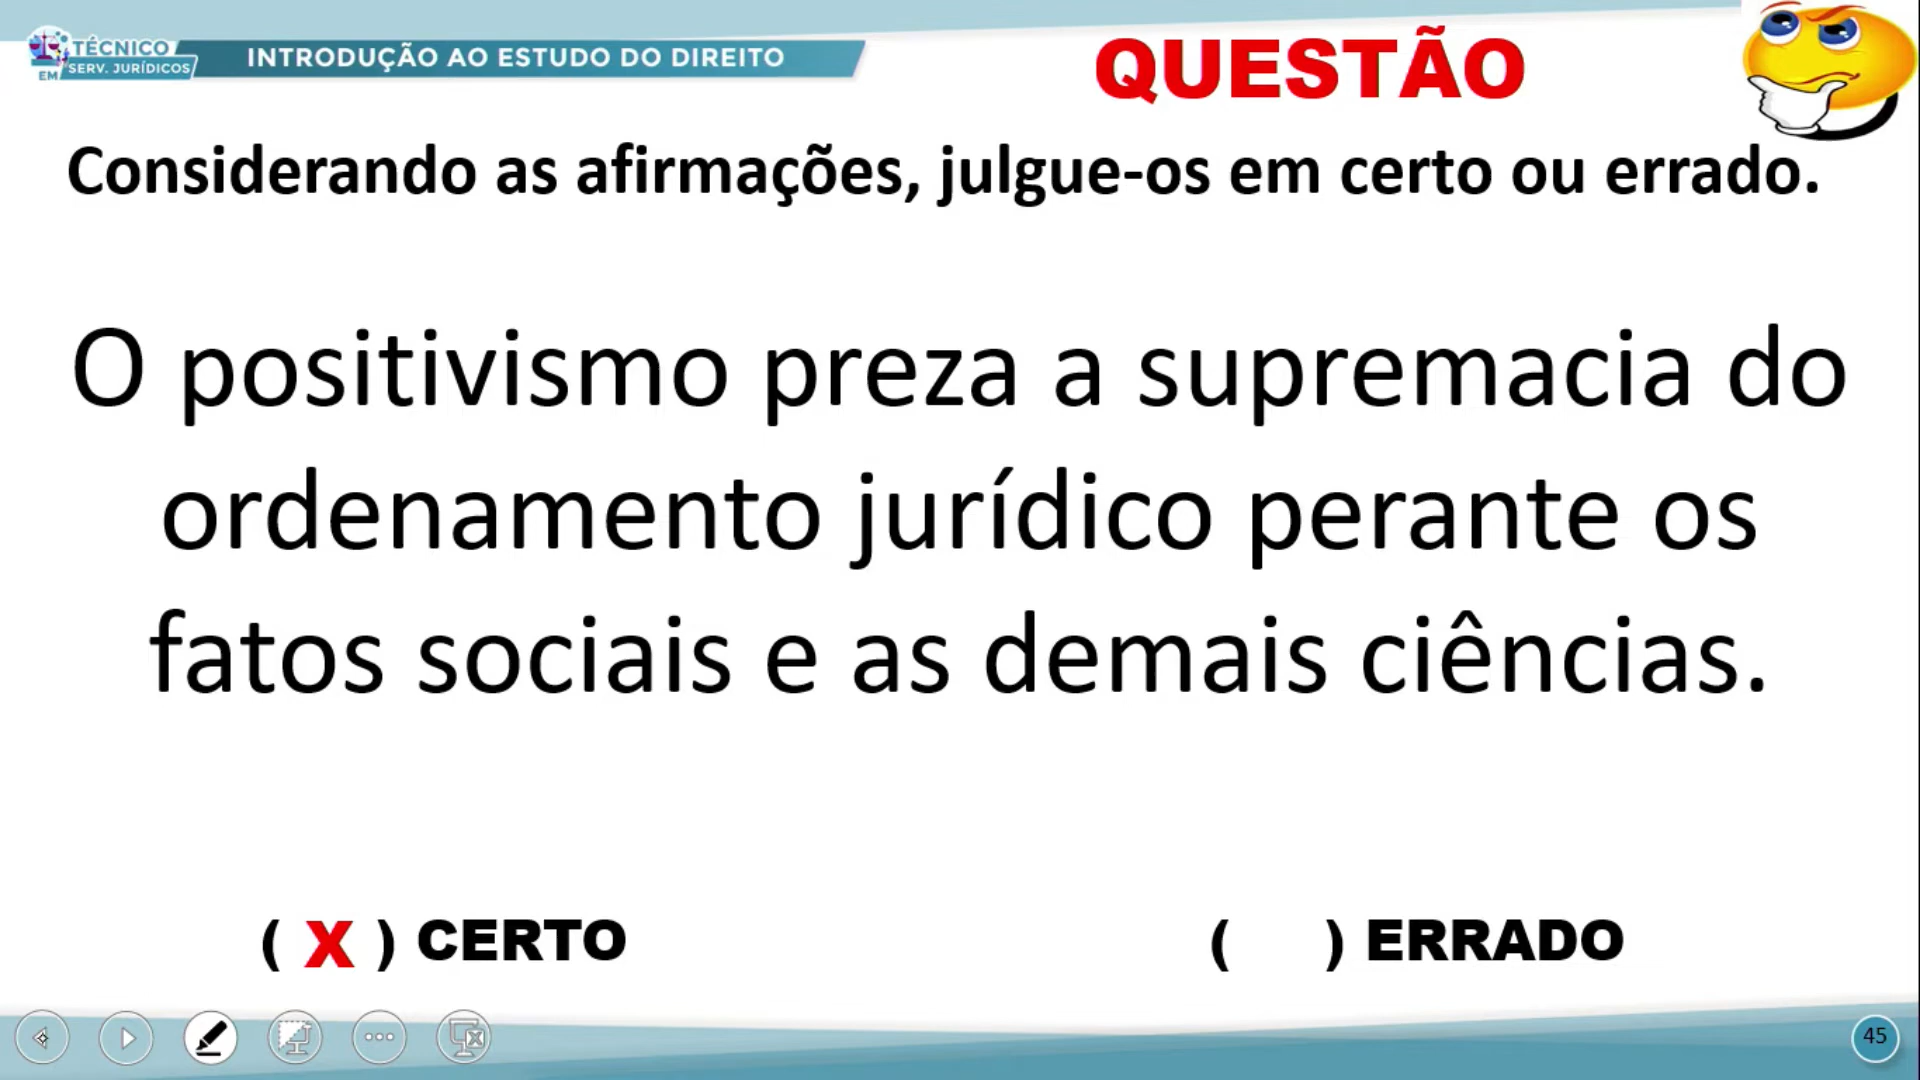 TÉCNICO
EM SERV. JURÍDICOS
INTRODUÇÃO AO ESTUDO DO DIREITO
QUESTÃO
Considerando as afirmações, julgue-os em certo ou errado.
O positivismo preza a supremacia do
ordenamento jurídico perante os
fatos sociais e as demais ciências.
( X ) CERTO
( ) ERRADO
45